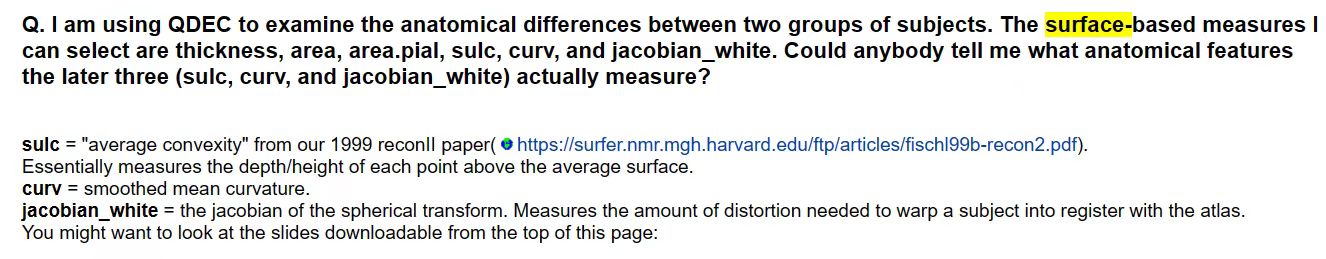 Q. I am using QDEC to examine the anatomical differences between two groups of subjects. The surface-based measures I
can select are thickness, area, area.pial, sulc, curv, and jacobian_white. Could anybody tell me what anatomical features
the later three (sulc, curv, and jacobian_white) actually measure?
sulc = "average convexity" from our 1999 reconII paper( https://surfer.nmr.mgh.harvard.edu/ftp/articles/fischl99b-recon2.pdf).
Essentially measures the depth/height of each point above the average surface.
curv = smoothed mean curvature.
jacobian_white = the jacobian of the spherical transform. Measures the amount of distortion needed to warp a subject into register with the atlas.
You might want to look at the slides downloadable from the top of this page: